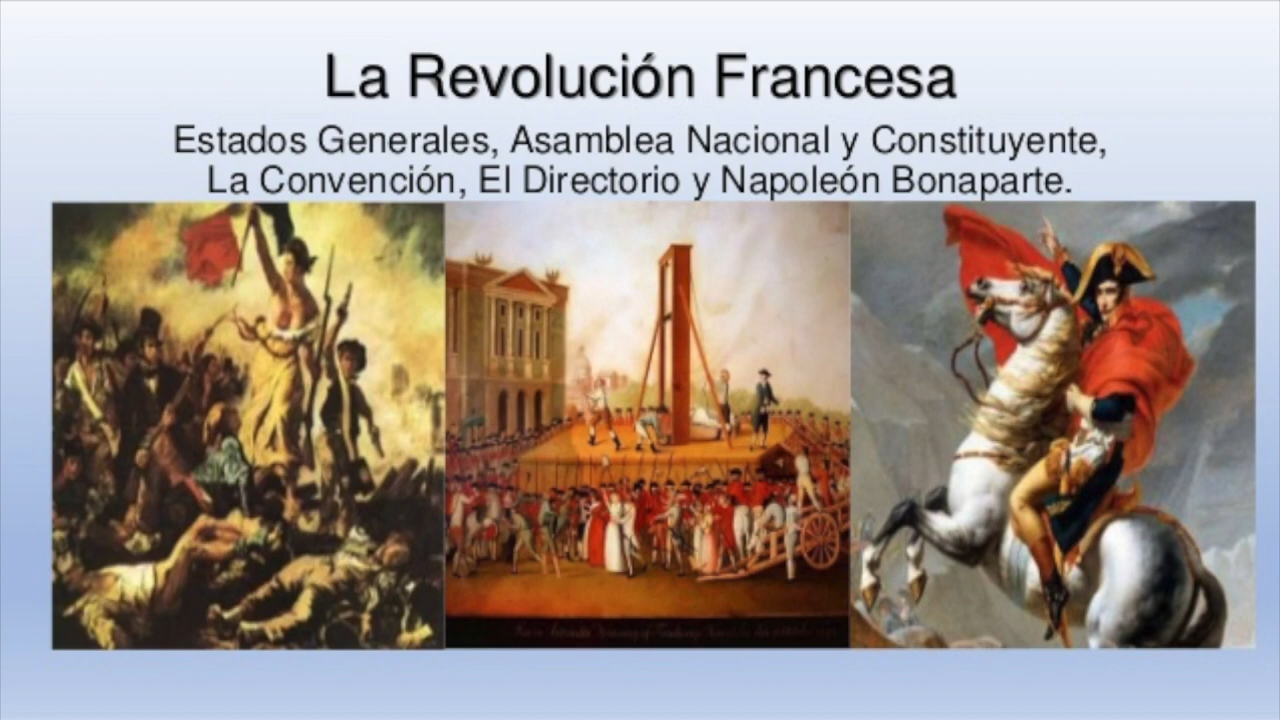 La Revolución Francesa
Estados Generales, Asamblea Nacional y Constituyente,
La Convención, El Directorio y Napoleón Bonaparte.